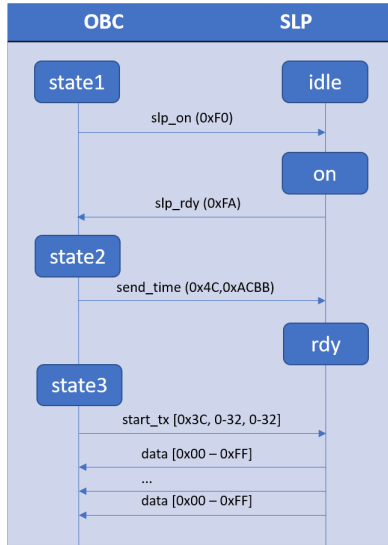 OBC SLP
state1 idle
slp_on (0xF0)
on
slp_rdy (0xFA)
state2
send_time (0x4C,0xACBB)
rdy
state3
start_tx [0x3C, 0-32, 0-32]
data [0x00 – 0xFF]
...
data [0x00 – 0xFF]